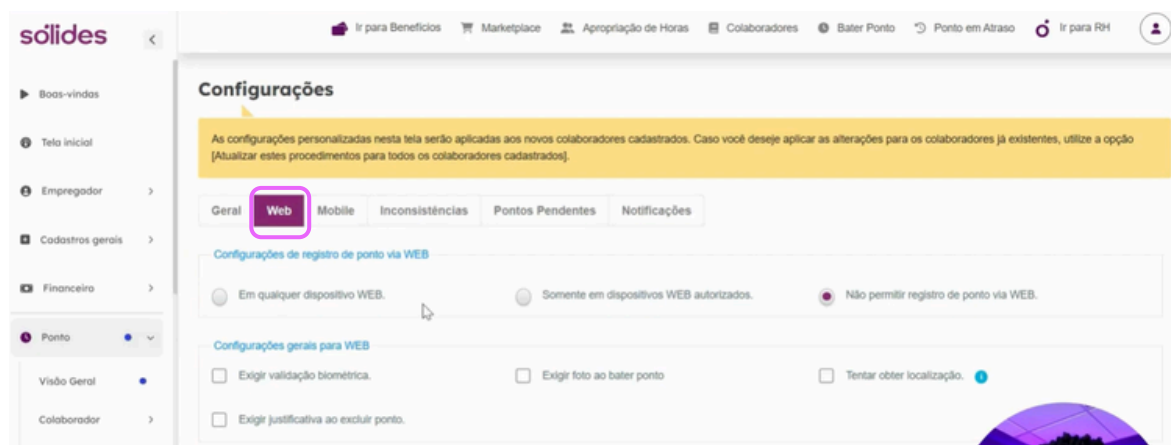 sólides
Ir para Benefícios
Marketplace
Apropriação de Horas
Colaboradores
Bater Ponto
Ponto em Atraso
Ir para RH
Boas-vindas
Tela inicial
Empregador
Cadastros gerais
Financeiro
Ponto
Visão Geral
Colaborador
Configurações
As configurações personalizadas nesta tela serão aplicadas aos novos colaboradores cadastrados. Caso você deseje aplicar as alterações para os colaboradores já existentes, utilize a opção
[Atualizar estes procedimentos para todos os colaboradores cadastrados].
Geral Web Mobile Inconsistências Pontos Pendentes Notificações
Configurações de registro de ponto via WEB
Em qualquer dispositivo WEB. Somente em dispositivos WEB autorizados. Não permitir registro de ponto via WEB.
Configurações gerais para WEB
Exigir validação biométrica. Exigir foto ao bater ponto Tentar obter localização.
Exigir justificativa ao excluir ponto.